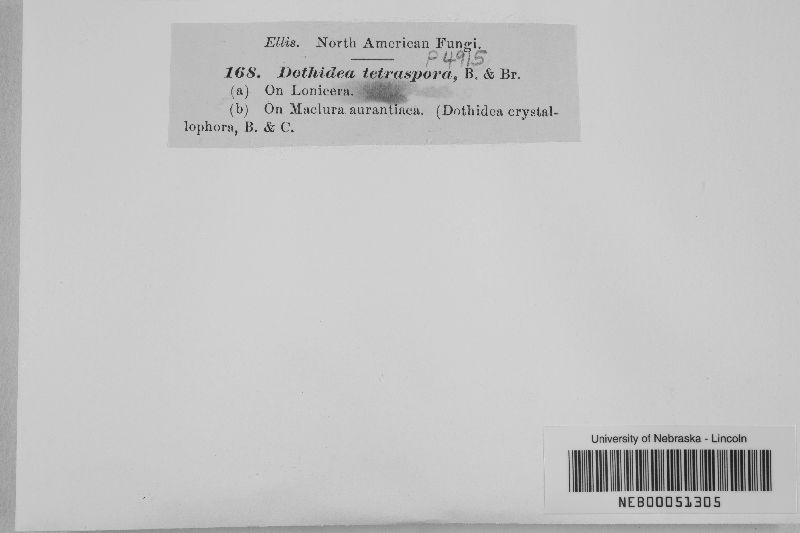 Ellis. North American Fungi.
P 4915
168. Dothidea tetraspora, B. & Br.
(a) On Lonicera.
(b) On Maclura aurantiaca. (Dothidea crystal-
lophora, B. & C.
University of Nebraska - Lincoln
NEB00051305